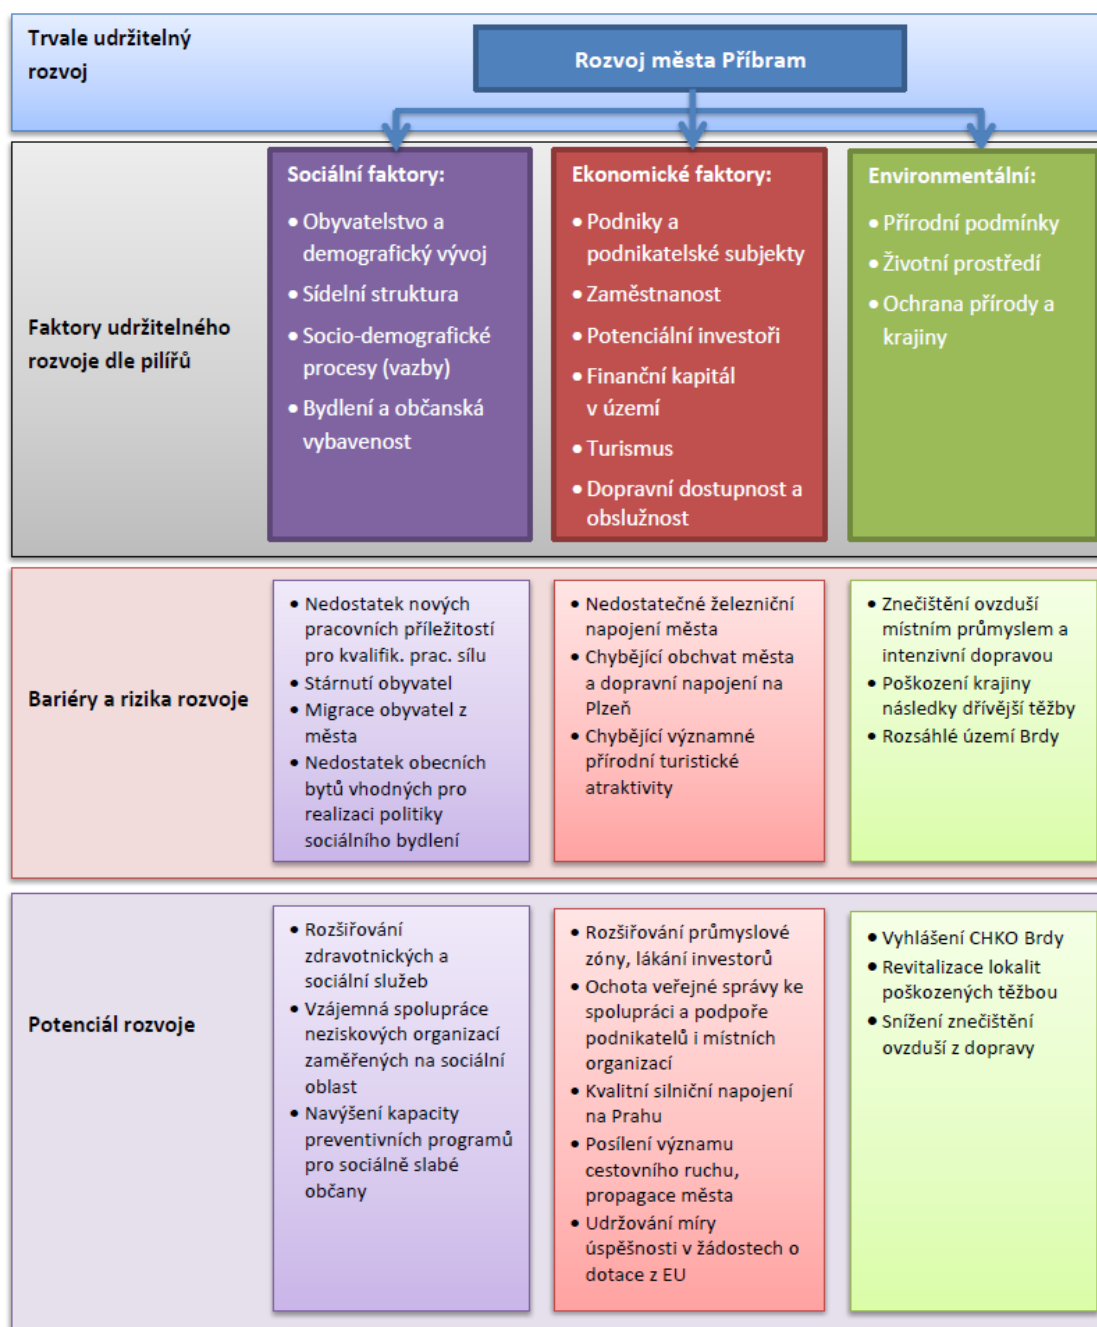 Trvale udržitelný
rozvoj
Rozvoj města Příbram
Faktory udržitelného
rozvoje dle pilířů
Sociální faktory:
• Obyvatelstvo a
demografický vývoj
• Sídelní struktura
• Socio-demografické
procesy (vazby)
• Bydlení a občanská
vybavenost
Ekonomické faktory:
• Podniky a
podnikatelské subjekty
• Zaměstnanost
• Potenciální investoři
• Finanční kapitál
v území
• Turismus
• Dopravní dostupnost a
obslužnost
Environmentální:
• Přírodní podmínky
• Životní prostředí
• Ochrana přírody a
krajiny
Bariéry a rizika rozvoje
• Nedostatek nových
pracovních příležitostí
pro kvalifik. prac. sílu
• Stárnutí obyvatel
• Migrace obyvatel z
města
• Nedostatek obecních
bytů vhodných pro
realizaci politiky
sociálního bydlení
• Nedostatečné železniční
napojení města
• Chybějící obchvat města
a dopravní napojení na
Plzeň
• Chybějící významné
přírodní turistické
atraktivity
• Znečištění ovzduší
místním průmyslem a
intenzivní dopravou
• Poškození krajiny
následky dřívější těžby
• Rozsáhlé území Brdy
Potenciál rozvoje
• Rozšiřování
zdravotnických a
sociální služeb
• Vzájemná spolupráce
neziskových organizací
zaměřených na sociální
oblast
• Navýšení kapacity
preventivních programů
pro sociálně slabé
občany
• Rozšiřování průmyslové
zóny, lákání investorů
• Ochota veřejné správy ke
spolupráci a podpoře
podnikatelů i místních
organizací
• Kvalitní silniční napojení
na Prahu
• Posílení významu
cestovního ruchu,
propagace města
• Udržování míry
úspěšnosti v žádostech o
dotace z EU
• Vyhlášení CHKO Brdy
• Revitalizace lokalit
poškozených těžbou
• Snížení znečištění
ovzduší z dopravy